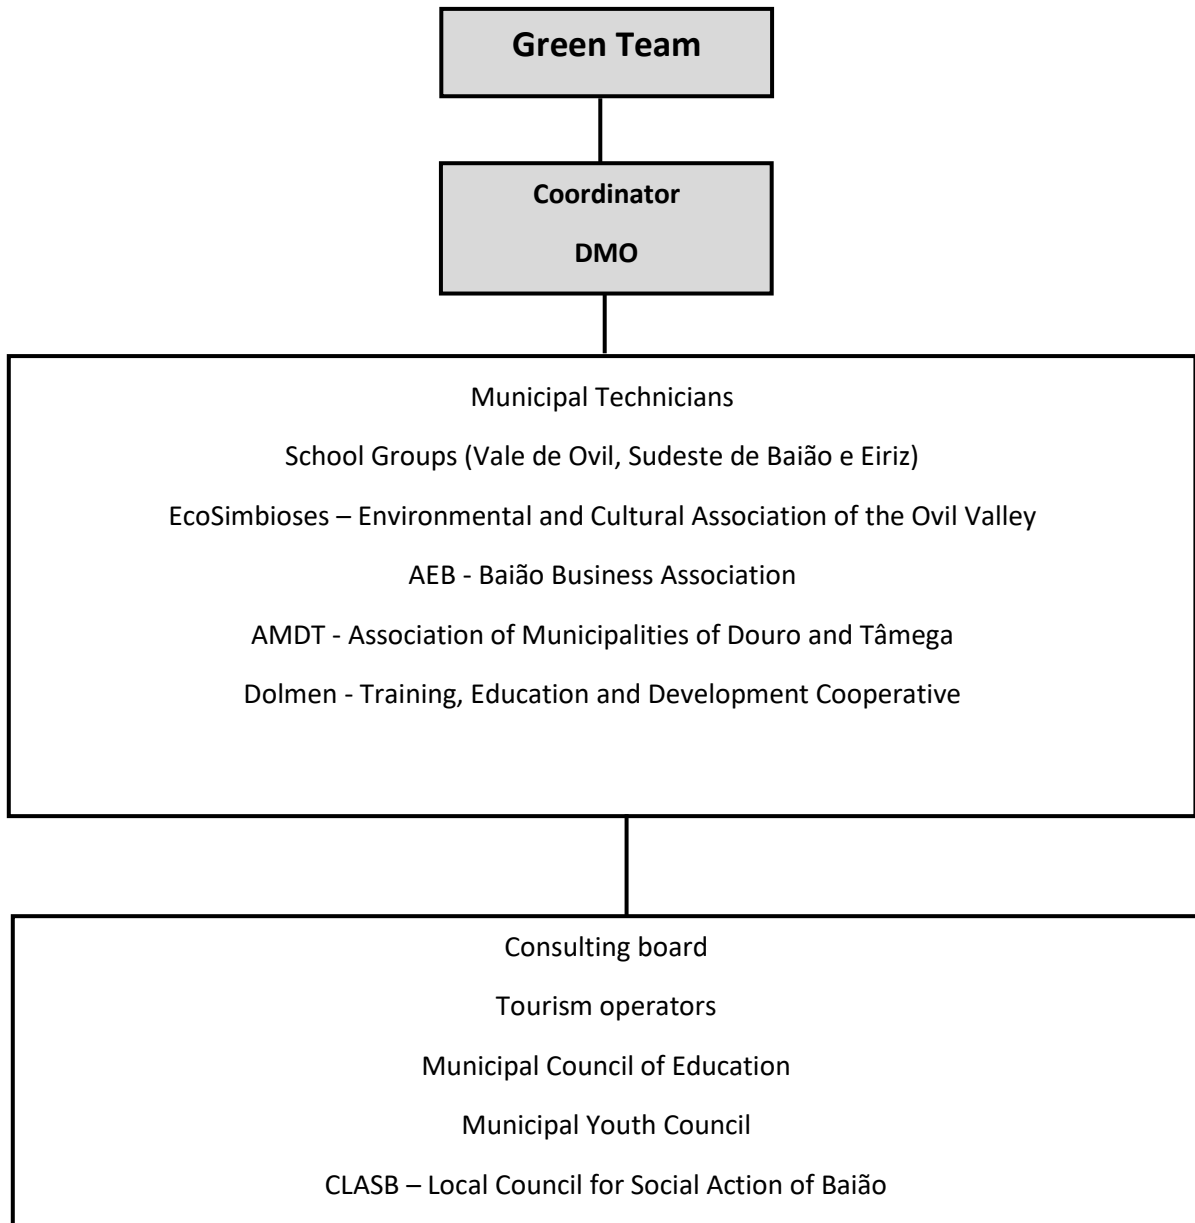 Green Team
Coordinator
DMO
Municipal Technicians
School Groups (Vale de Ovil, Sudeste de Baião e Eiriz)
EcoSimbioses – Environmental and Cultural Association of the Ovil Valley
AEB - Baião Business Association
AMDT - Association of Municipalities of Douro and Tâmega
Dolmen - Training, Education and Development Cooperative
Consulting board
Tourism operators
Municipal Council of Education
Municipal Youth Council
CLASB – Local Council for Social Action of Baião